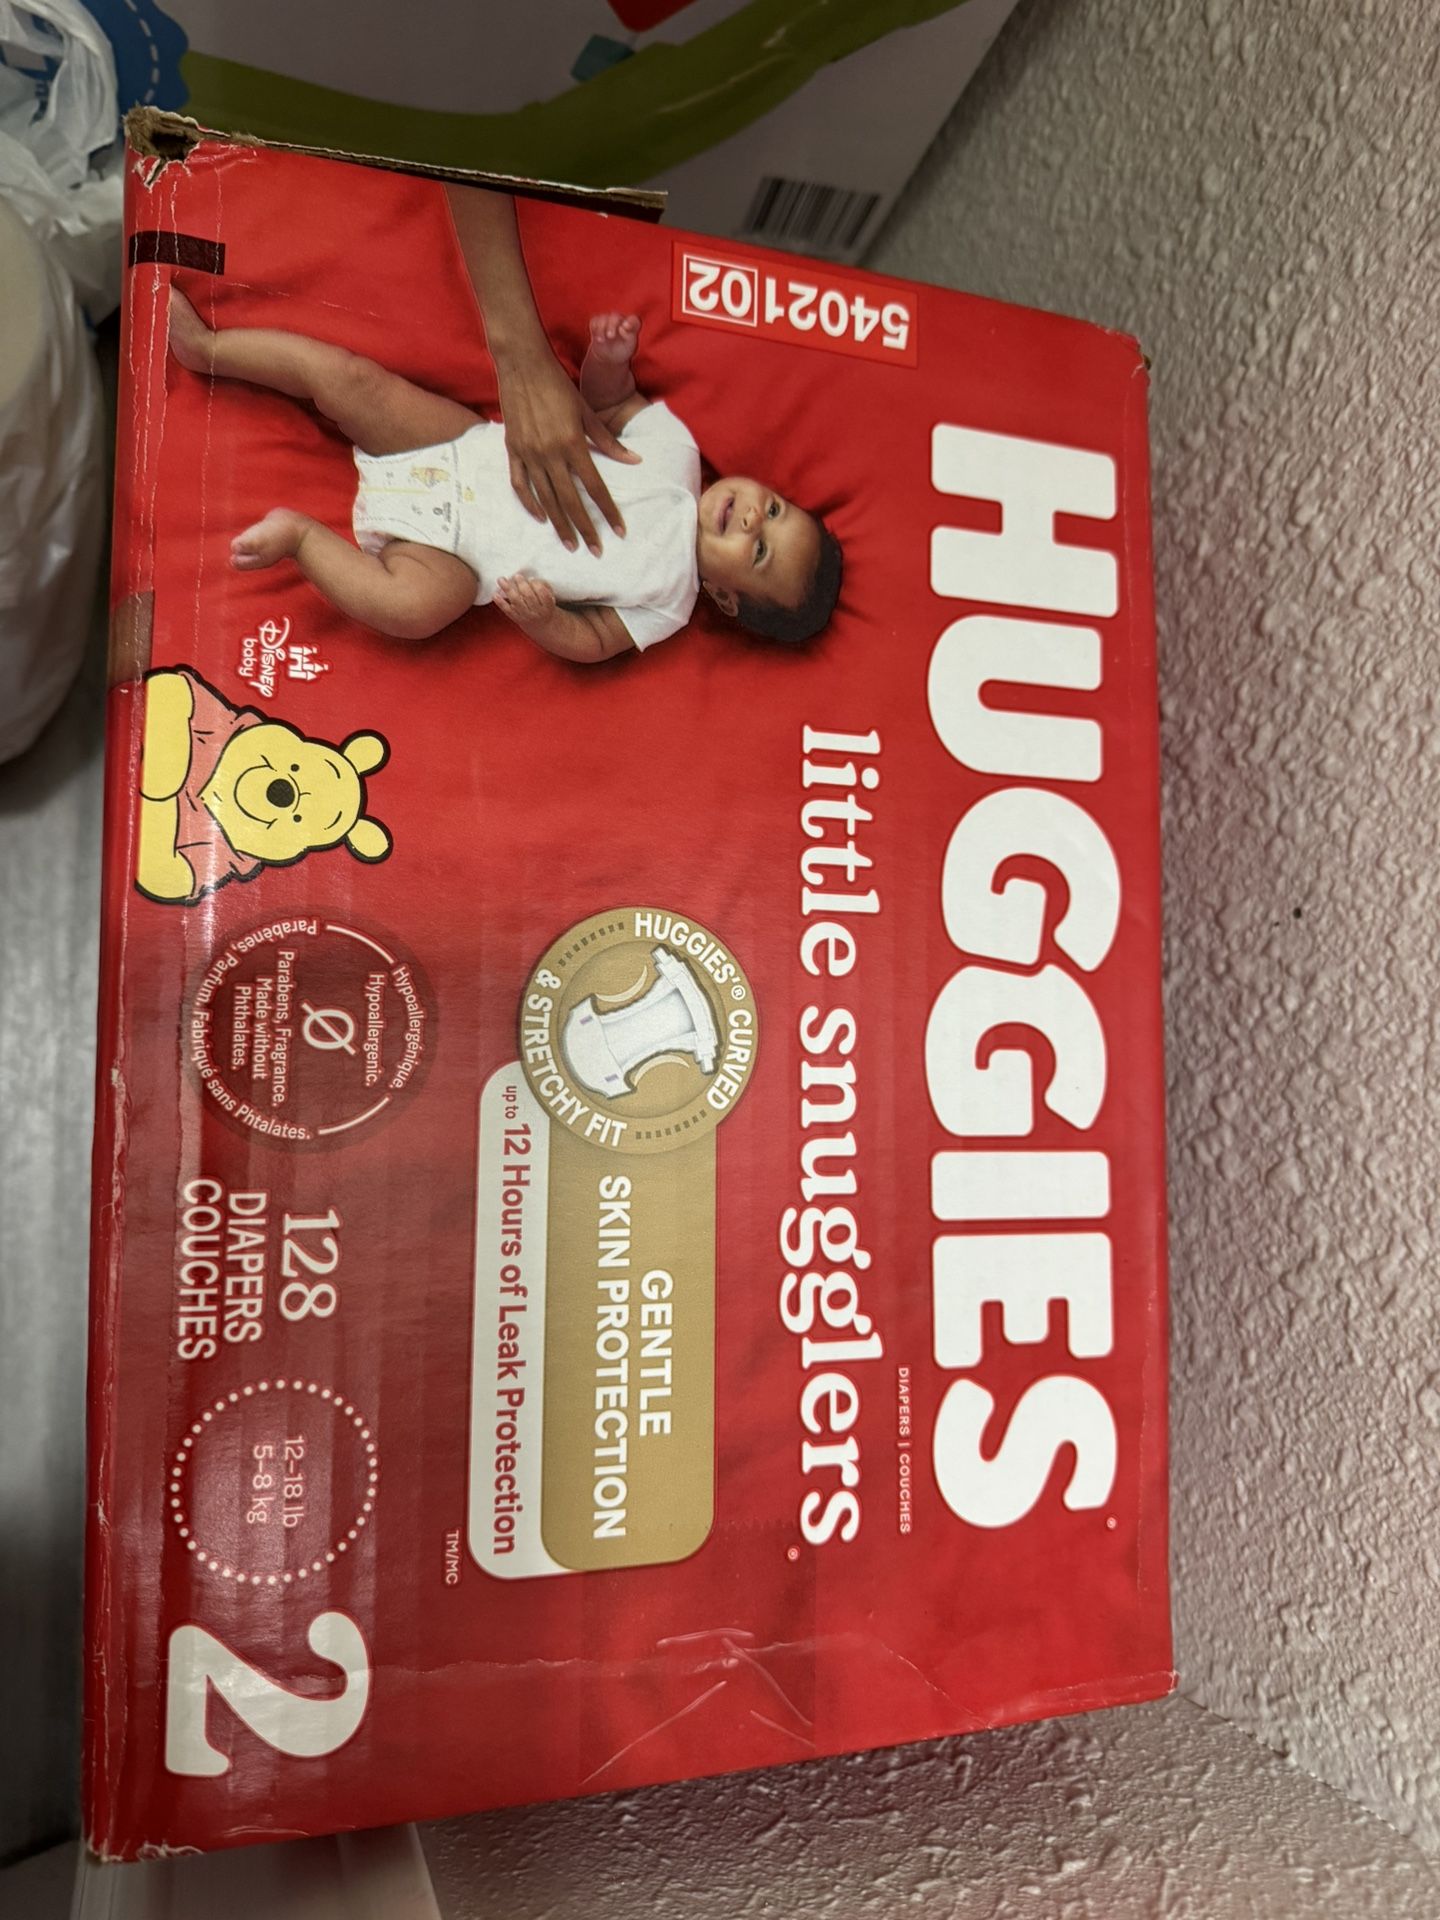 5402102
HUGGIES®
DIAPERS | COUCHES
little snugglers®
HUGGIES'® CURVED
& STRETCHY FIT
GENTLE
SKIN PROTECTION
up to 12 Hours of Leak Protection
TM/MC
Disney
baby
Hypoallergénique
Hypoallergenic.
Ø
Parabens, Fragrance.
Made without
Phthalates,
Parabènes, Parfum. Fabriqué sans Phtalates.
128
DIAPERS
COUCHES
12–18 lb
5–8 kg
2